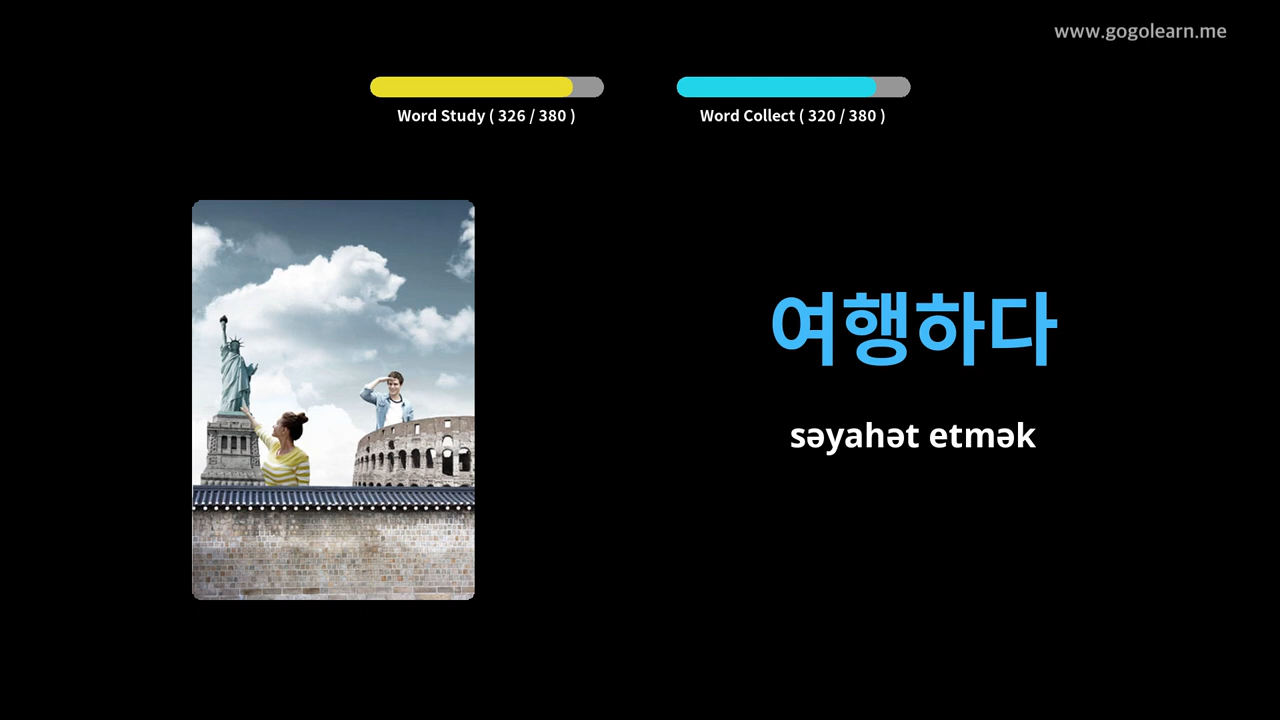 www.gogolearn.me
Word Study ( 326 / 380 )
Word Collect ( 320 / 380 )
여행하다
səyahət etmək